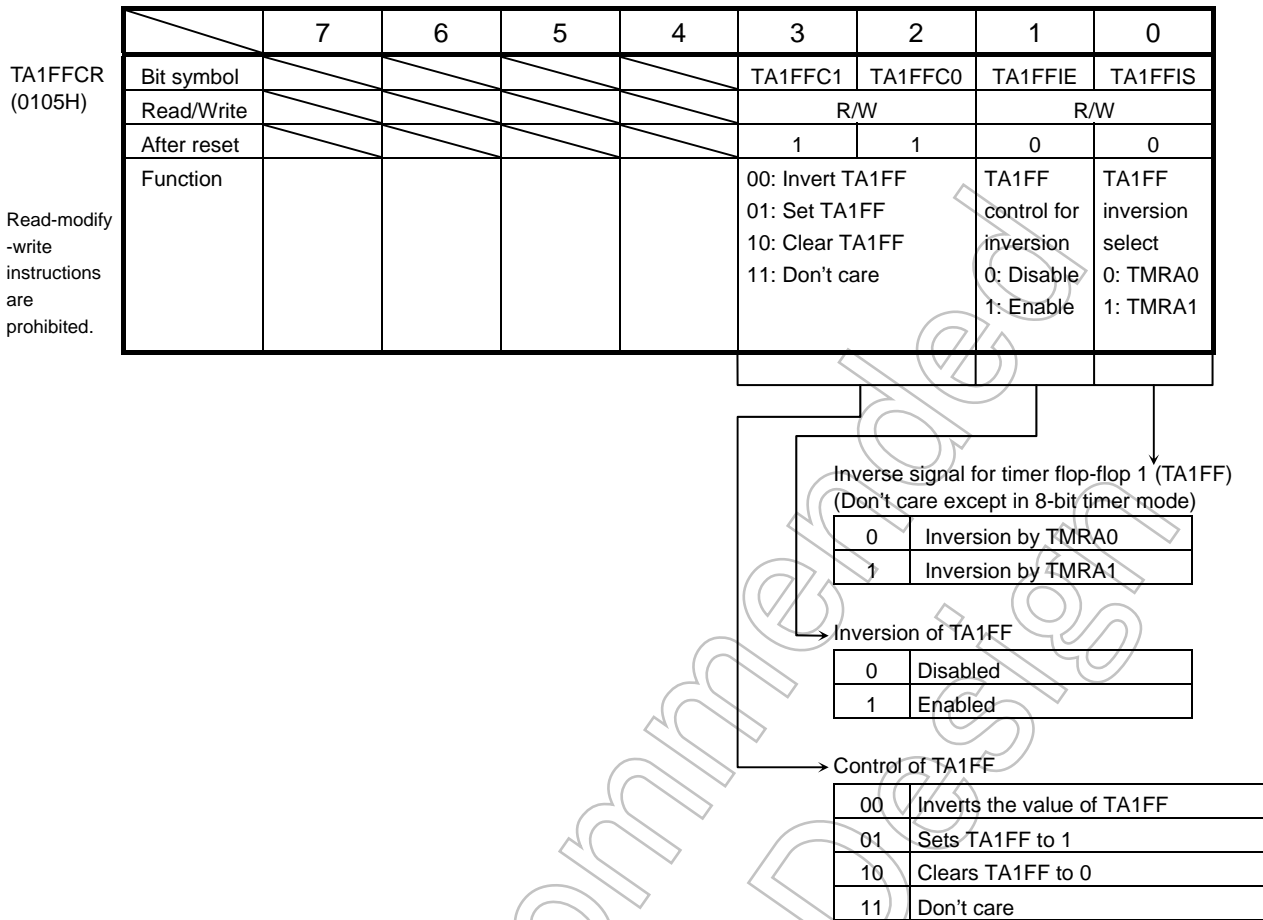 7 6 5 4 3 2 1 0
TA1FFCR
(0105H)
Bit symbol TA1FFC1 TA1FFC0 TA1FFIE TA1FFIS
Read/Write R/W R/W
After reset 1 1 0 0
Read-modify
-write
instructions
are
prohibited.
Function
00: Invert TA1FF
01: Set TA1FF
10: Clear TA1FF
11: Don't care
TA1FF
control for
inversion
0: Disable
1: Enable
TA1FF
inversion
select
0: TMRA0
1: TMRA1
Inverse signal for timer flop-flop 1 (TA1FF)
(Don't care except in 8-bit timer mode)
0 Inversion by TMRA0
1 Inversion by TMRA1
Inversion of TA1FF
0 Disabled
1 Enabled
Control of TA1FF
00 Inverts the value of TA1FF
01 Sets TA1FF to 1
10 Clears TA1FF to 0
11 Don't care
ommended
Design